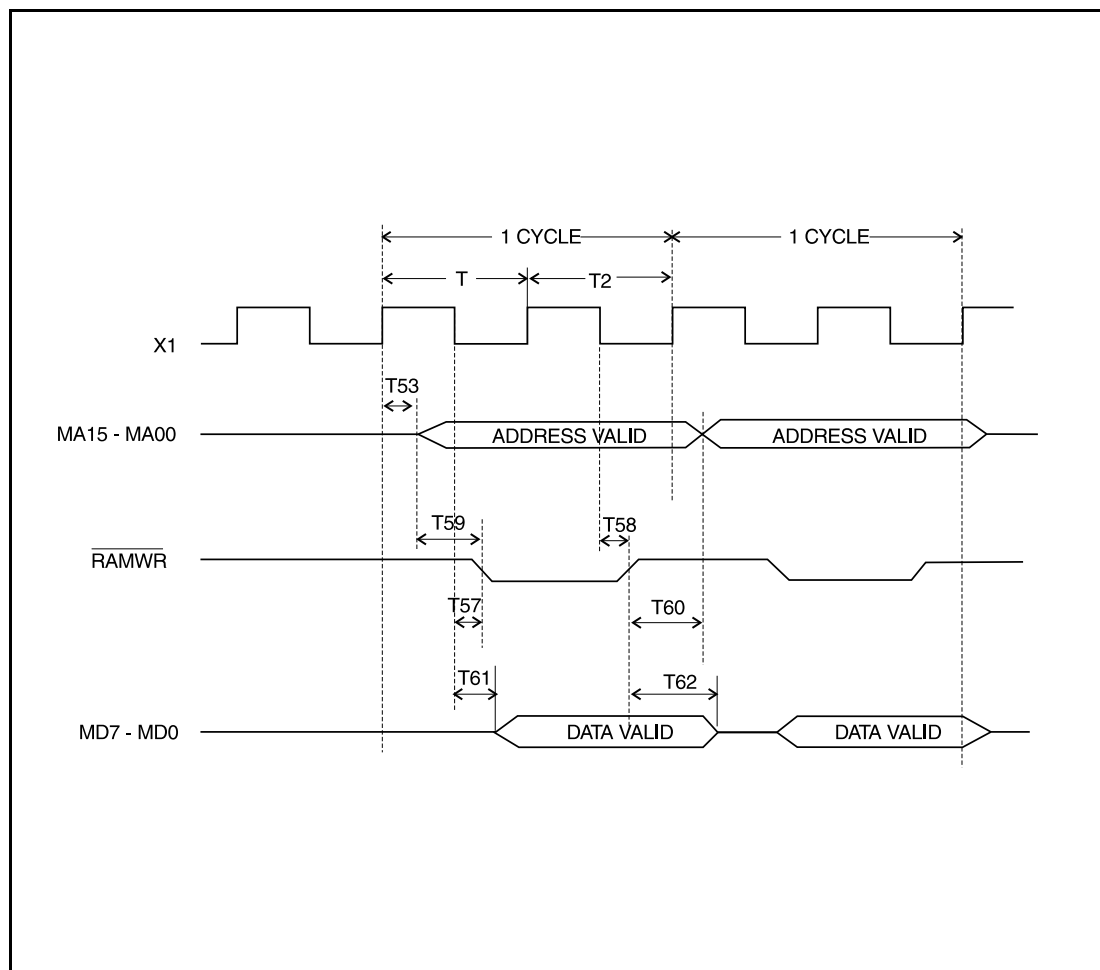 1 CYCLE 1 CYCLE
T T2
X1
T53
MA15 - MA00 ADDRESS VALID ADDRESS VALID
T59 T58
RAMWR
T57 T60
T61 T62
MD7 - MD0 DATA VALID DATA VALID